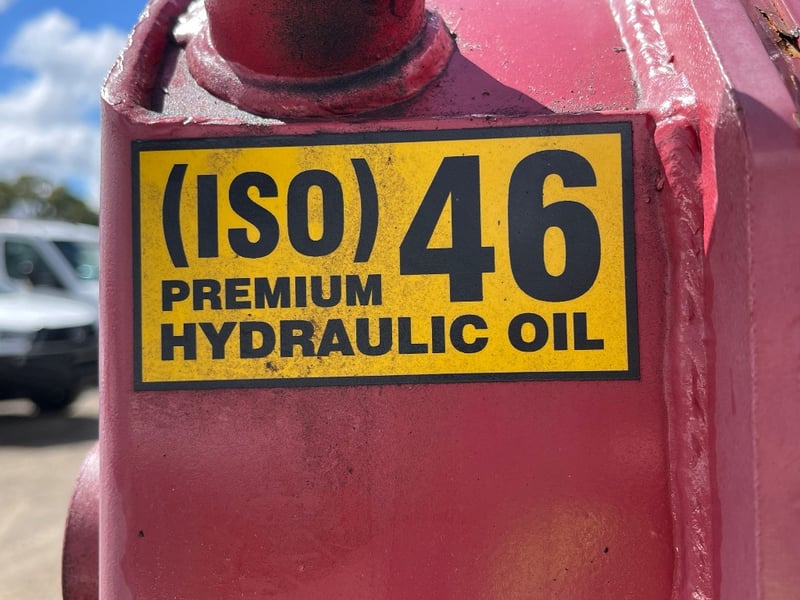 (ISO) 46
PREMIUM
HYDRAULIC OIL